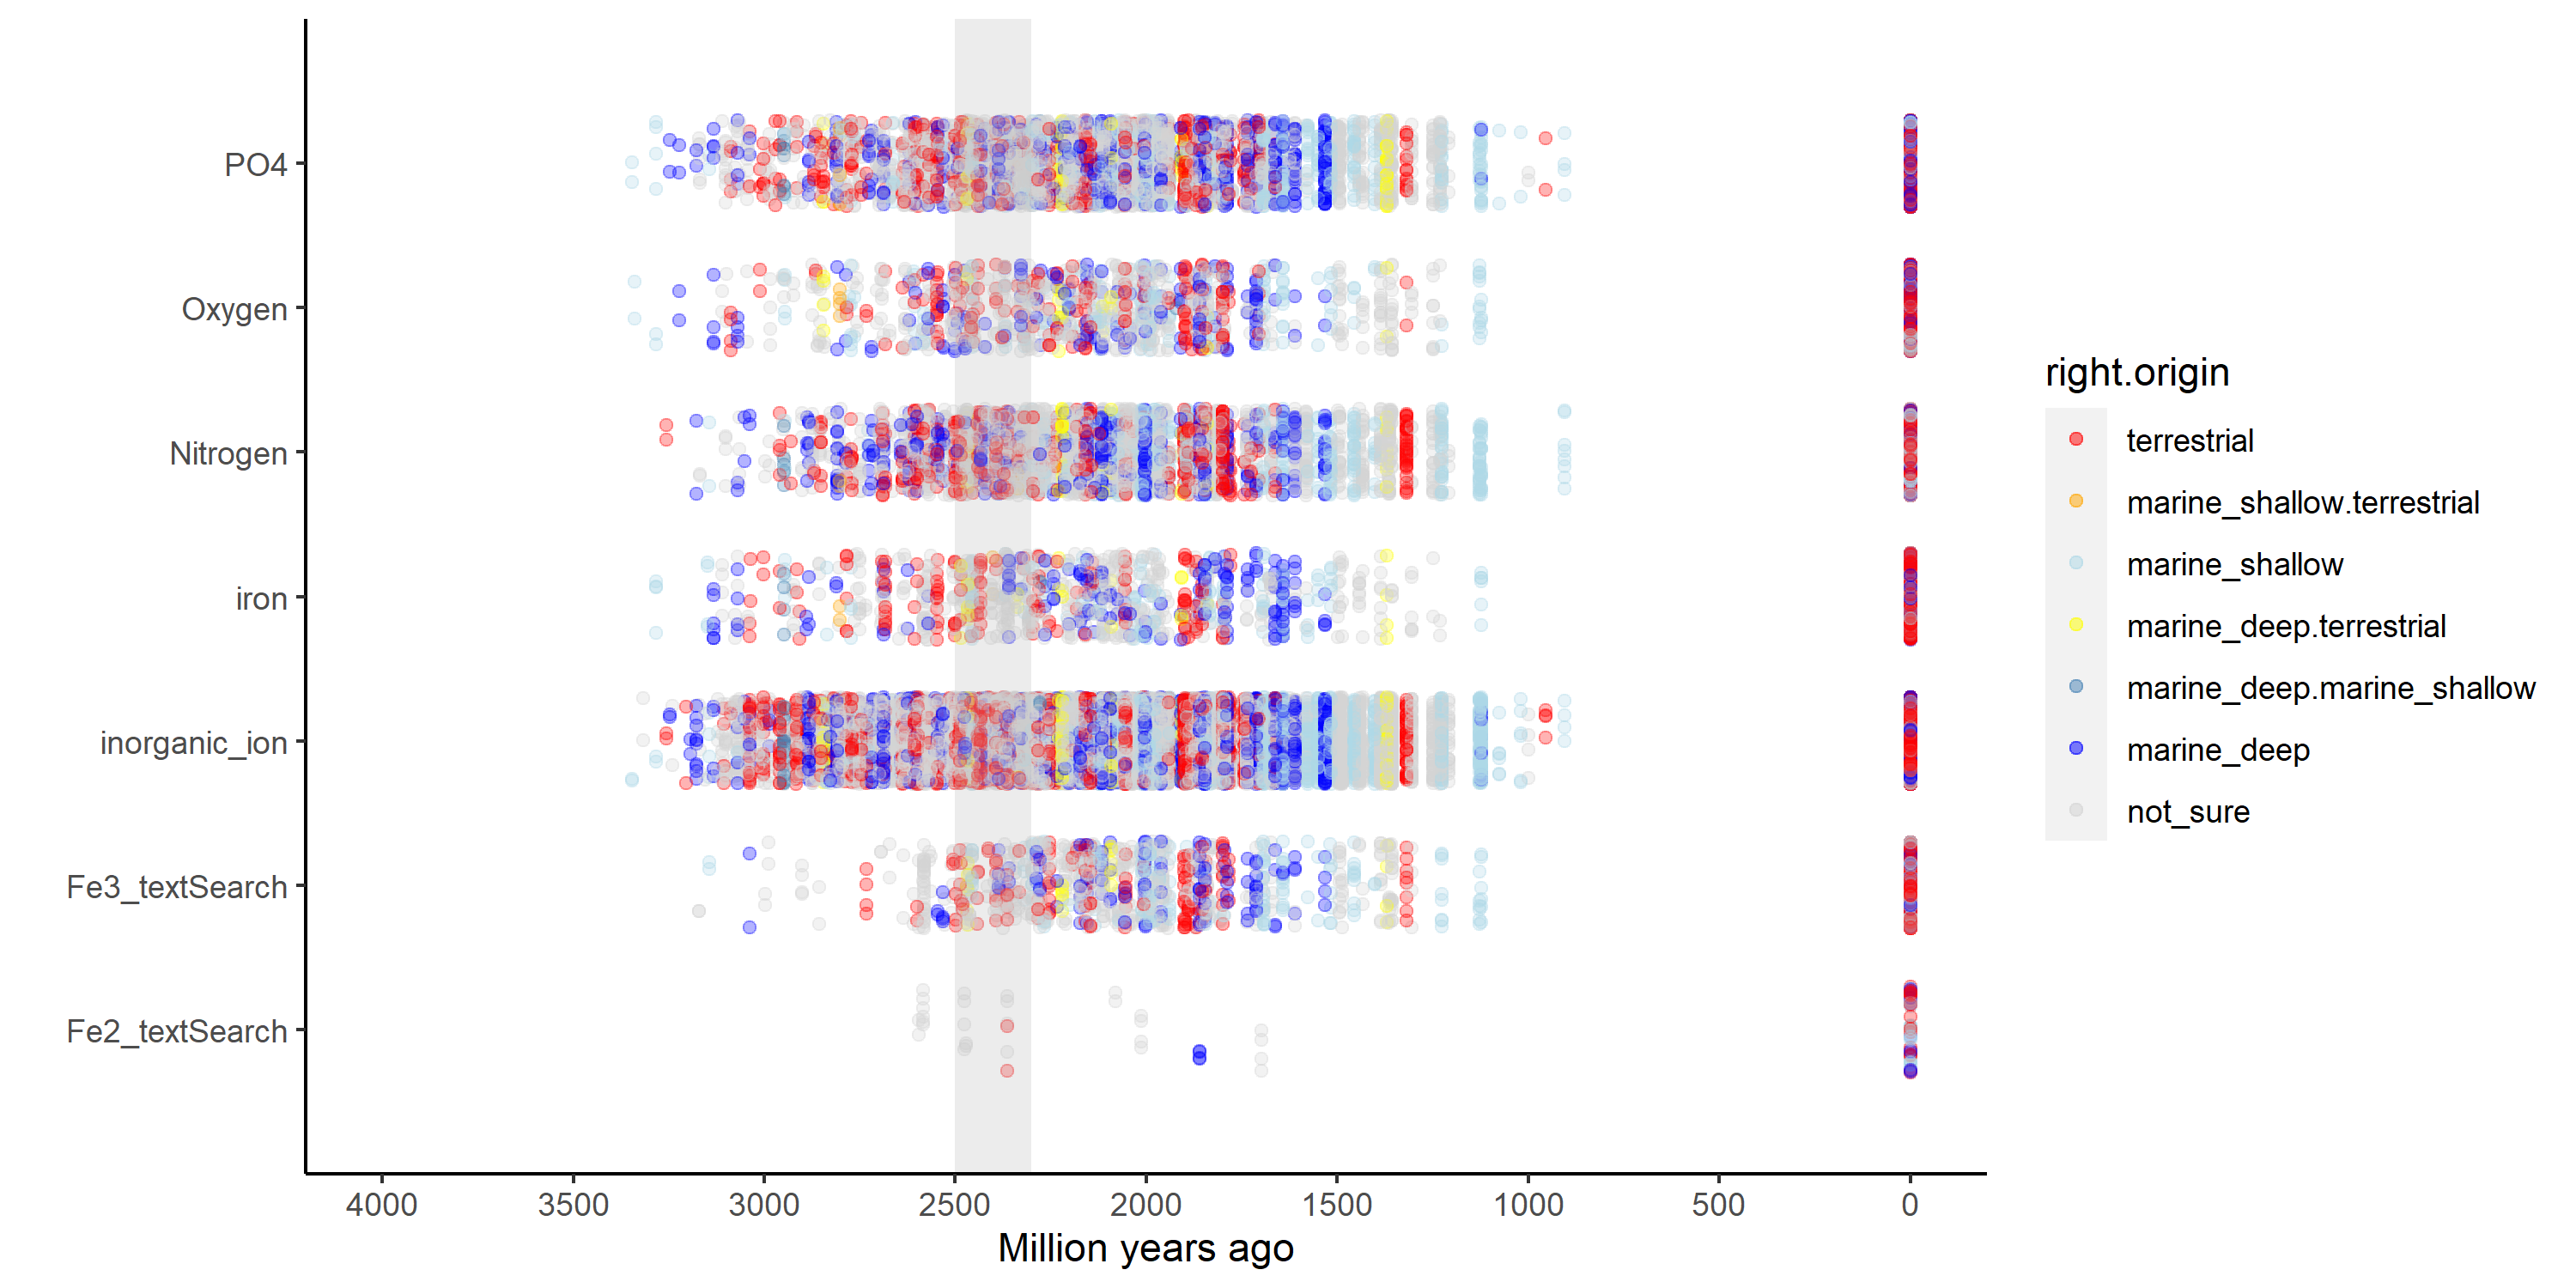 PO4
Oxygen
Nitrogen
iron
inorganic_ion
Fe3_textSearch
Fe2_textSearch
4000 3500 3000 2500 2000 1500 1000 500 0
Million years ago
right.origin
terrestrial
marine_shallow.terrestrial
marine_shallow
marine_deep.terrestrial
marine_deep.marine_shallow
marine_deep
not_sure